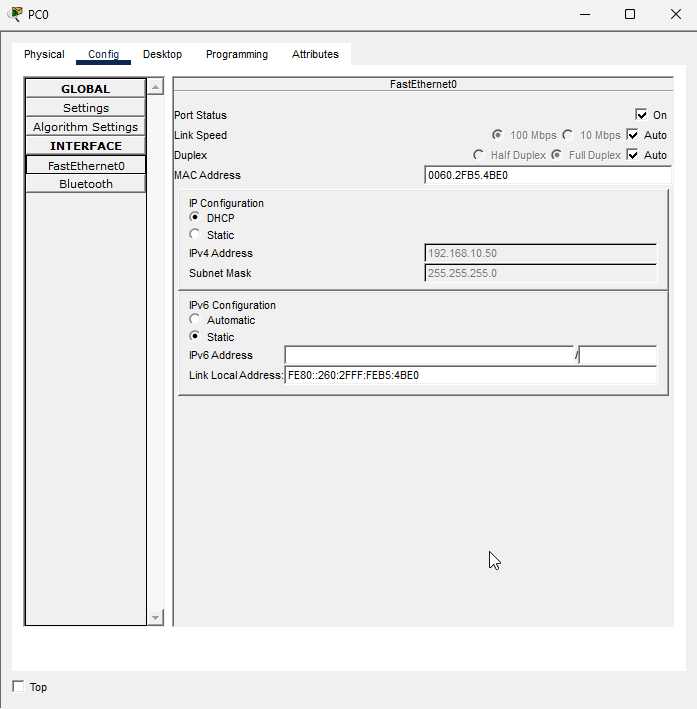 PC0
Physical Config Desktop Programming Attributes
GLOBAL
Settings
Algorithm Settings
INTERFACE
FastEthernet0
Bluetooth
FastEthernet0
Port Status On
Link Speed 100 Mbps 10 Mbps Auto
Duplex Half Duplex Full Duplex Auto
MAC Address 0060.2FB5.4BE0
IP Configuration
DHCP
Static
IPv4 Address 192.168.10.50
Subnet Mask 255.255.255.0
IPv6 Configuration
Automatic
Static
IPv6 Address /
Link Local Address: FE80::260:2FFF:FEB5:4BE0
Top